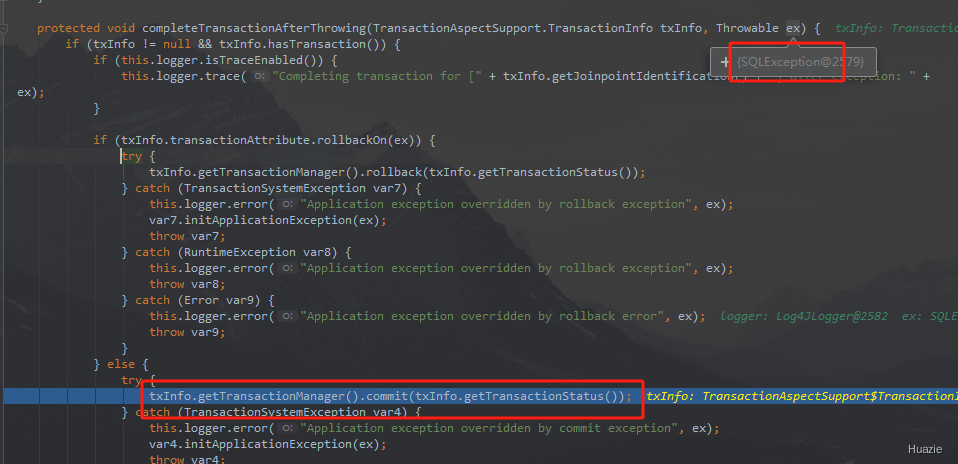 protected void completeTransactionAfterThrowing(TransactionAspectSupport.TransactionInfo txInfo, Throwable ex) {  txInfo: Transactio
if (txInfo != null && txInfo.hasTransaction()) {
if (this.logger.isTraceEnabled()) {
+ {SQLException@2579}
this.logger.trace( o: "Completing transaction for [" + txInfo.getJoinpointIdentification() + exception: " +
ex);
}
if (txInfo.transactionAttribute.rollbackOn(ex)) {
try {
txInfo.getTransactionManager().rollback(txInfo.getTransactionStatus());
} catch (TransactionSystemException var7) {
this.logger.error( o: "Application exception overridden by rollback exception", ex);
var7.initApplicationException(ex);
throw var7;
} catch (RuntimeException var8) {
this.logger.error( o: "Application exception overridden by rollback exception", ex);
throw var8;
} catch (Error var9) {
this.logger.error( o: "Application exception overridden by rollback error", ex);  logger: Log4JLogger@2582  ex: SQLE
throw var9;
}
} else {
try {
txInfo.getTransactionManager().commit(txInfo.getTransactionStatus());  txInfo: TransactionAspectSupport$TransactionI
} catch (TransactionSystemException var4) {
this.logger.error( o: "Application exception overridden by commit exception", ex);
var4.initApplicationException(ex);
throw var4;
Huazie